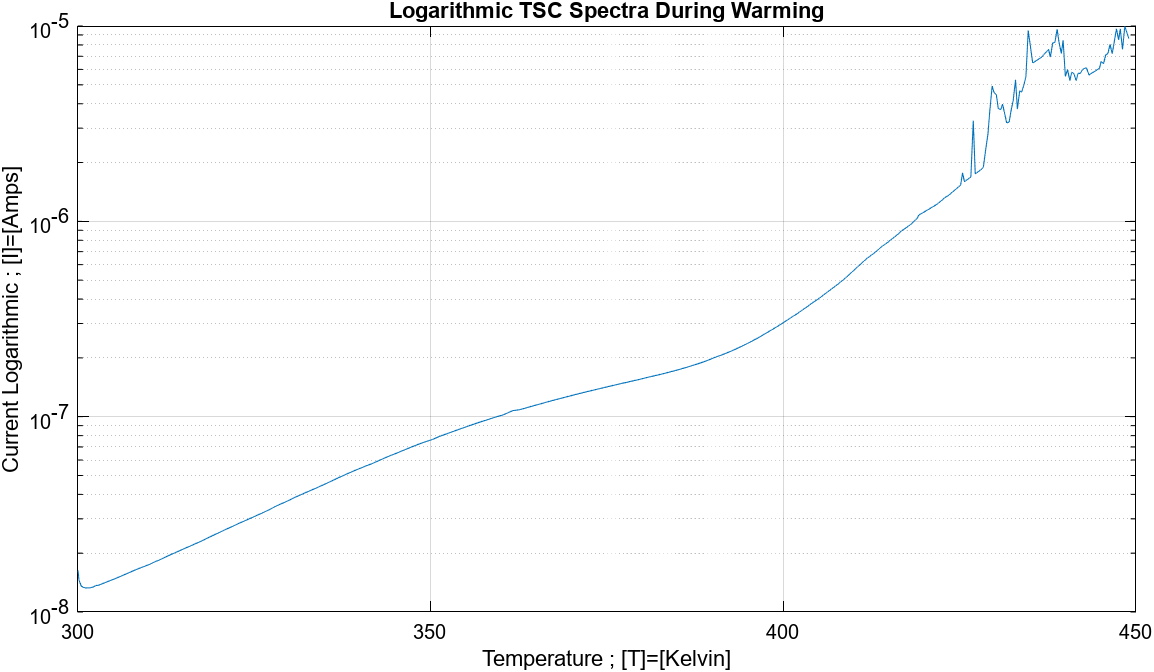 Logarithmic TSC Spectra During Warming
Current Logarithmic ; [I]=[Amps]
10-5
10-6
10-7
10-8
300
350
400
450
Temperature ; [T]=[Kelvin]